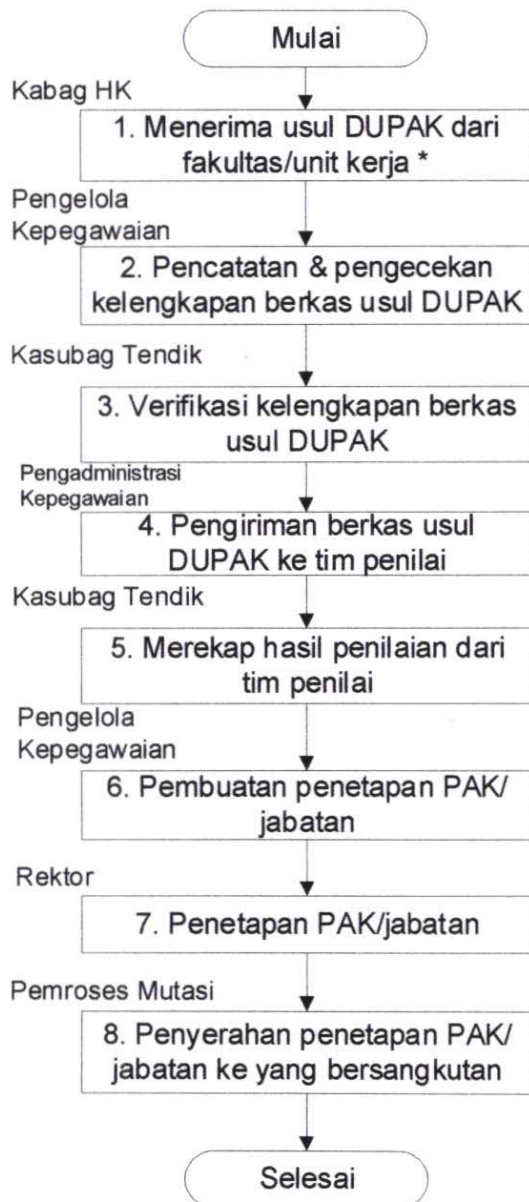 Mulai
Kabag HK
1. Menerima usul DUPAK dari
fakultas/unit kerja *
Pengelola
Kepegawaian
2. Pencatatan & pengecekan
kelengkapan berkas usul DUPAK
Kasubag Tendik
3. Verifikasi kelengkapan berkas
usul DUPAK
Pengadministrasi
Kepegawaian
4. Pengiriman berkas usul
DUPAK ke tim penilai
Kasubag Tendik
5. Merekap hasil penilaian dari
tim penilai
Pengelola
Kepegawaian
6. Pembuatan penetapan PAK/
jabatan
Rektor
7. Penetapan PAK/jabatan
Pemroses Mutasi
8. Penyerahan penetapan PAK/
jabatan ke yang bersangkutan
Selesai